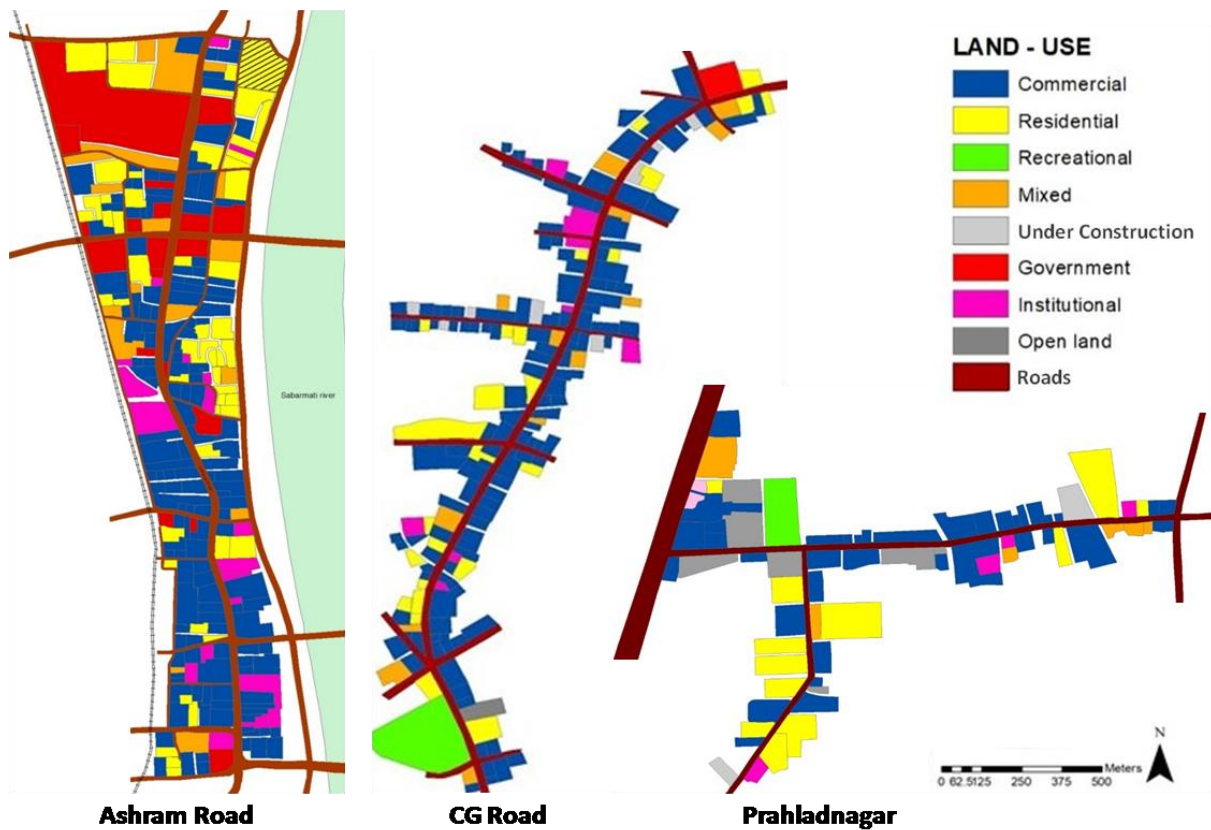 LAND - USE
Commercial
Residential
Recreational
Mixed
Under Construction
Government
Institutional
Open land
Roads
Sabarmati river
N
Meters
0 62.5125 250 375 500
Ashram Road
CG Road
Prahladnagar